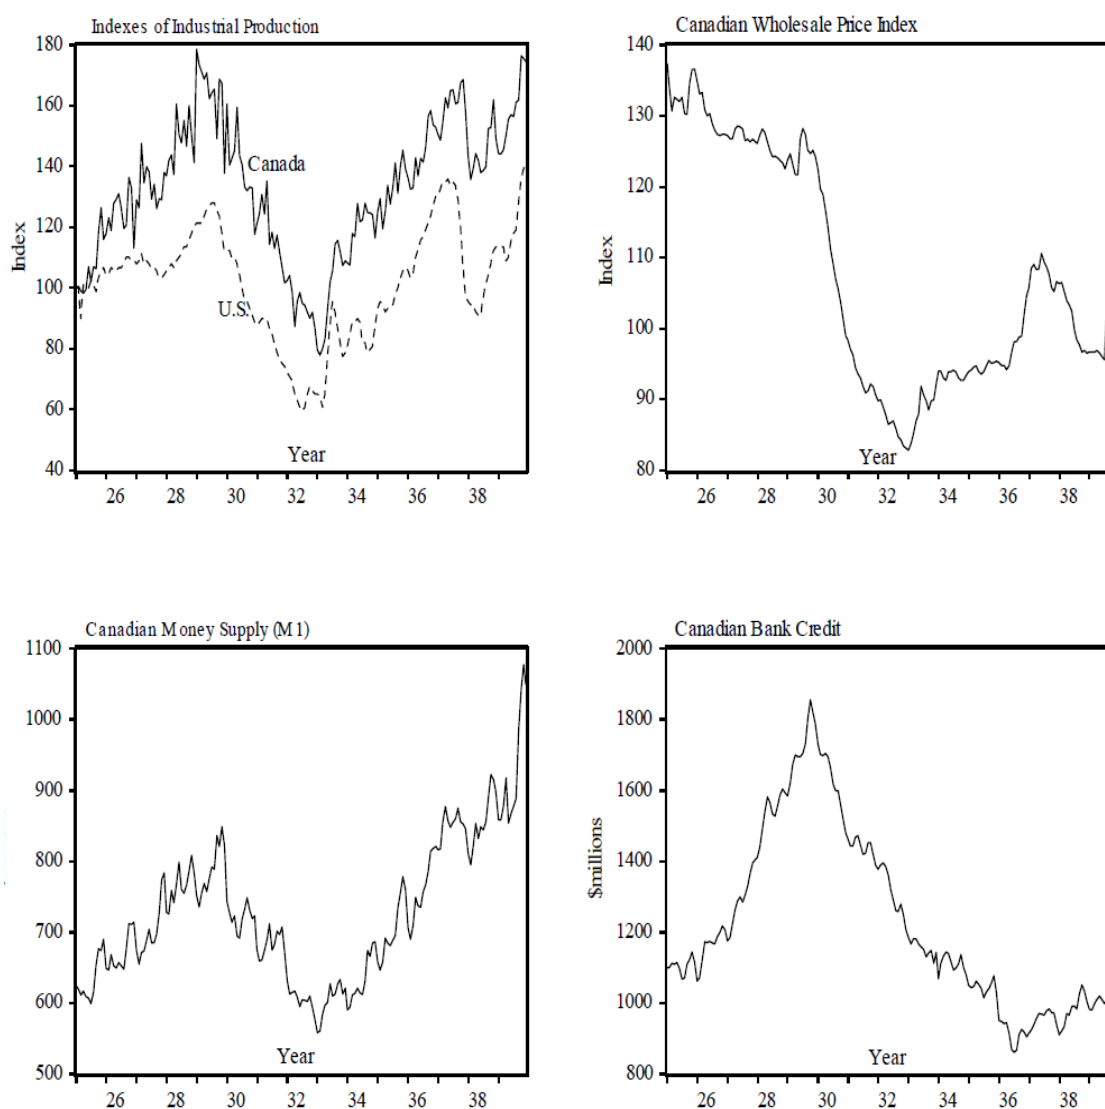 Indexes of Industrial Production
180
160
140
120
100
80
60
40
Index
Canada
U.S.
Year
26 28 30 32 34 36 38
Canadian Wholesale Price Index
140
130
120
110
100
90
80
Index
Year
26 28 30 32 34 36 38
Canadian Money Supply (M1)
1100
1000
900
800
700
600
500
Year
26 28 30 32 34 36 38
Canadian Bank Credit
2000
1800
1600
1400
1200
1000
800
$millions
Year
26 28 30 32 34 36 38